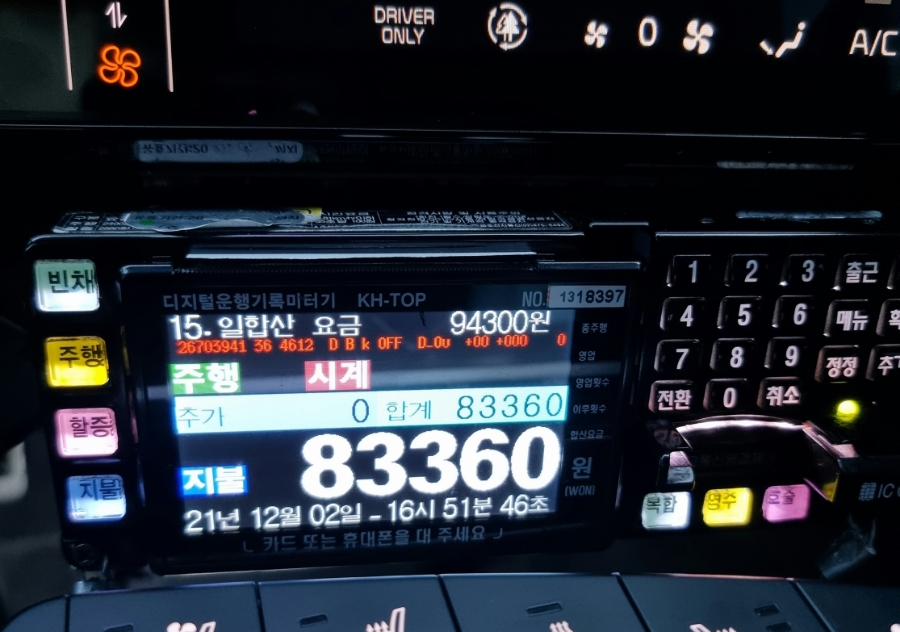 DRIVER ONLY
0
A/C
디지털운행기록미터기 KH-TOP NO. 1318397
15. 일합산 요금 94300원
26703941 36 4612 D B k OFF D_Ov +00 +000 0
주행 시계
추가 0 합계 83360
83360
지불
21년 12월 02일 - 16시 51분 46초
카드 또는 휴대폰을 대 주세요
영업
영업횟수
이후횟수
합산요금
원
(WON)
빈차
주행
할증
지불
1 2 3 출근
4 5 6 메뉴
7 8 9 정정
전환 0 취소
복합
호출
IC